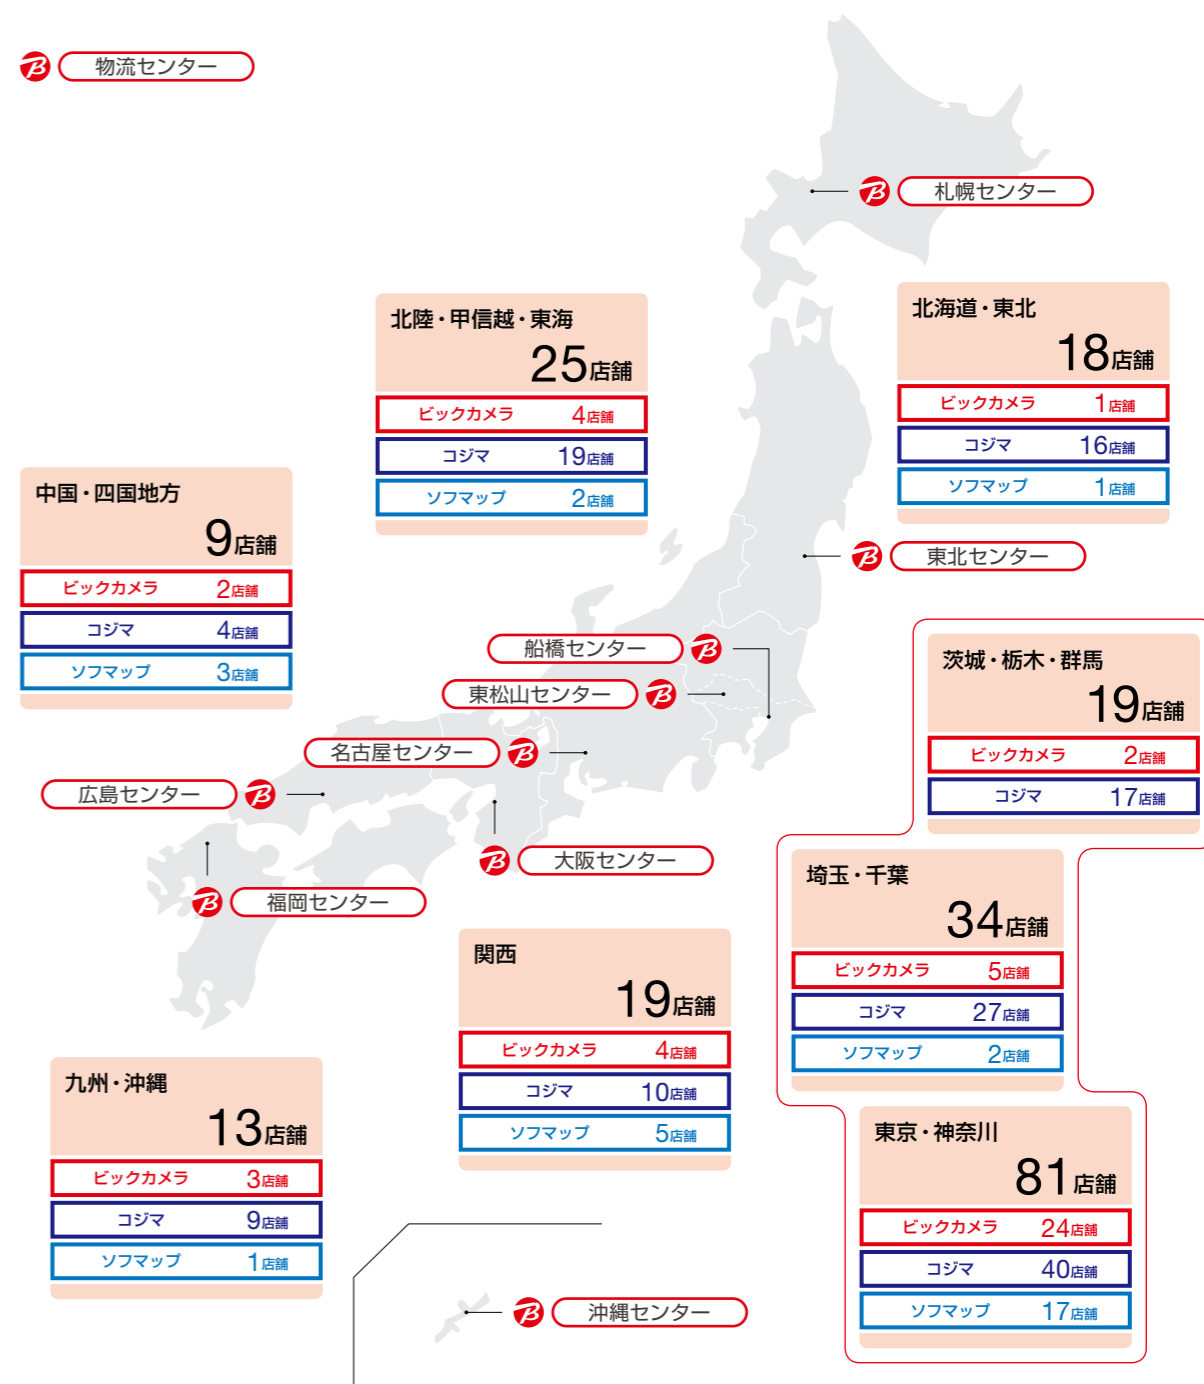 物流センター
札幌センター
北海道・東北
18店舗
ビックカメラ 1店舗
コジマ 16店舗
ソフマップ 1店舗
北陸・甲信越・東海
25店舗
ビックカメラ 4店舗
コジマ 19店舗
ソフマップ 2店舗
中国・四国地方
9店舗
ビックカメラ 2店舗
コジマ 4店舗
ソフマップ 3店舗
東北センター
船橋センター
東松山センター
名古屋センター
広島センター
大阪センター
福岡センター
茨城・栃木・群馬
19店舗
ビックカメラ 2店舗
コジマ 17店舗
埼玉・千葉
34店舗
ビックカメラ 5店舗
コジマ 27店舗
ソフマップ 2店舗
関西
19店舗
ビックカメラ 4店舗
コジマ 10店舗
ソフマップ 5店舗
九州・沖縄
13店舗
ビックカメラ 3店舗
コジマ 9店舗
ソフマップ 1店舗
東京・神奈川
81店舗
ビックカメラ 24店舗
コジマ 40店舗
ソフマップ 17店舗
沖縄センター